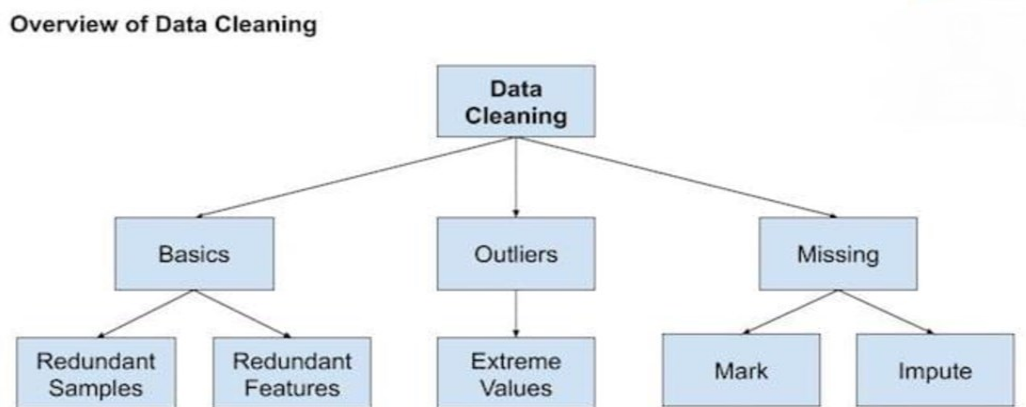 Overview of Data Cleaning
Data
Cleaning
Basics
Outliers
Missing
Redundant
Samples
Redundant
Features
Extreme
Values
Mark
Impute